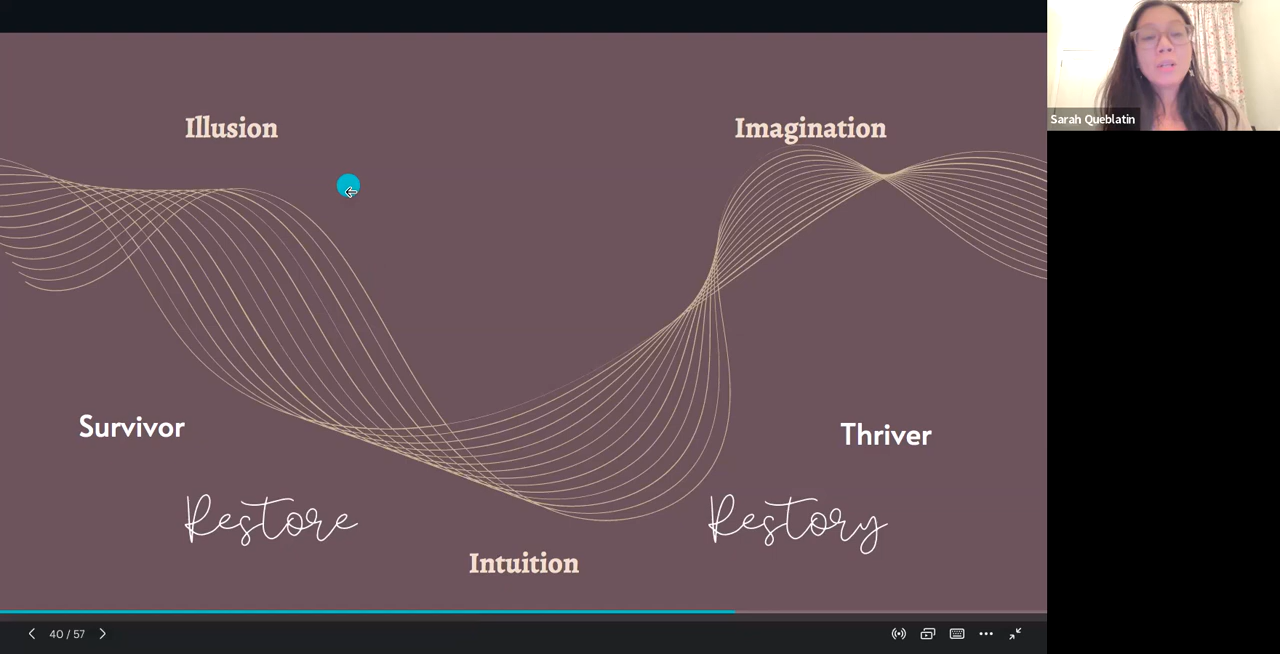 Illusion
Imagination
Sarah Queblatin
Survivor
Thriver
Restore
Restory
Intuition
40 / 57